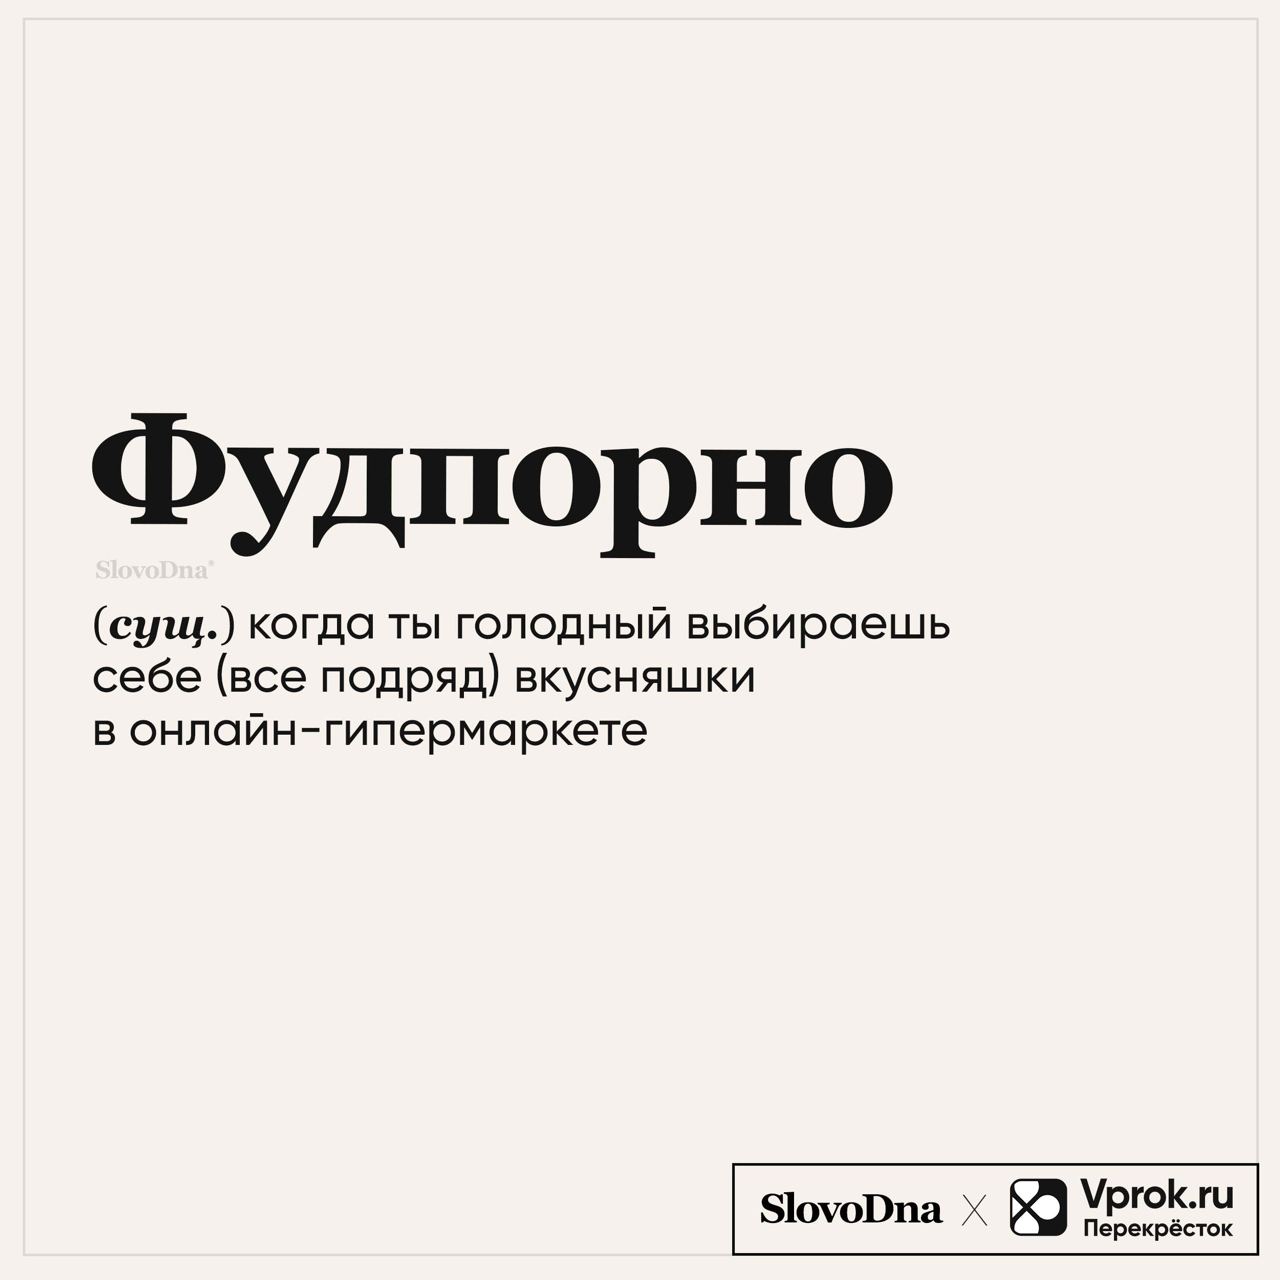 Фудпорно
SlovoDna®
(сущ.) когда ты голодный выбираешь
себе (все подряд) вкусняшки
в онлайн-гипермаркете
SlovoDna × Vprok.ru
Перекрёсток